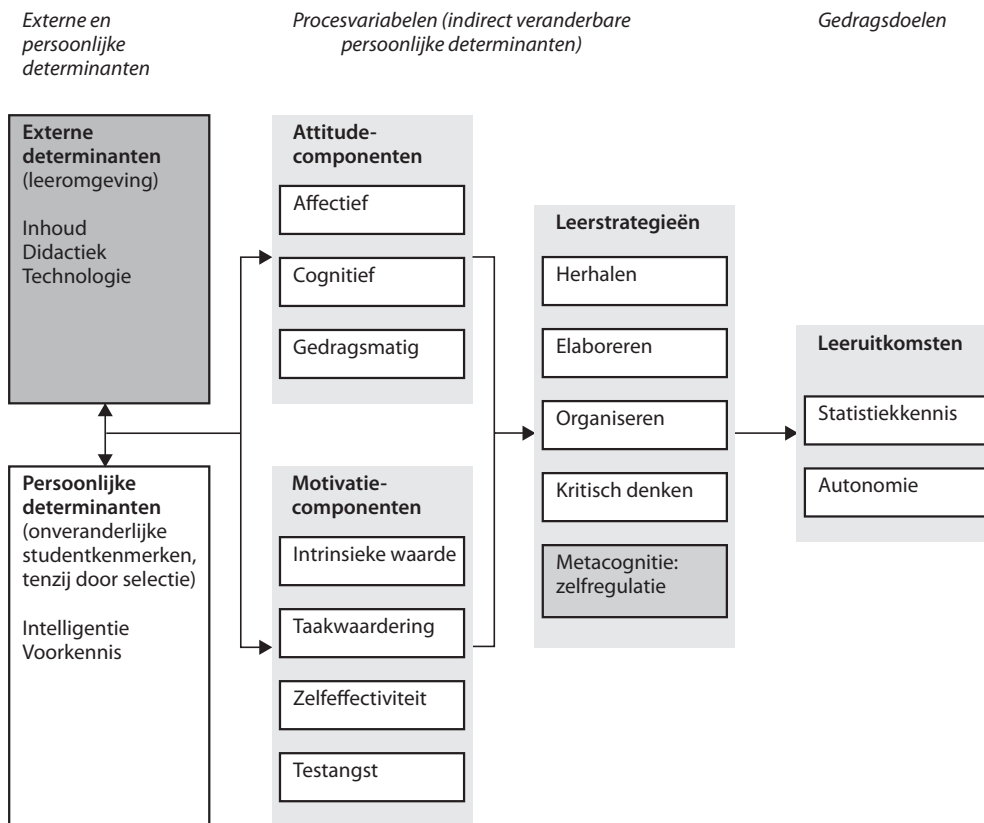 Externe en
persoonlijke
determinanten
Procesvariabelen (indirect veranderbare
persoonlijke determinanten)
Gedragsdoelen
Externe
determinanten
(leeromgeving)
Inhoud
Didactiek
Technologie
Persoonlijke
determinanten
(onveranderlijke
studentkenmerken,
tenzij door selectie)
Intelligentie
Voorkennis
Attitude-
componenten
Affectief
Cognitief
Gedragsmatig
Motivatie-
componenten
Intrinsieke waarde
Taakwaardering
Zelfeffectiviteit
Testangst
Leerstrategieën
Herhalen
Elaboreren
Organiseren
Kritisch denken
Metacognitie:
zelfregulatie
Leeruitkomsten
Statistiekkennis
Autonomie